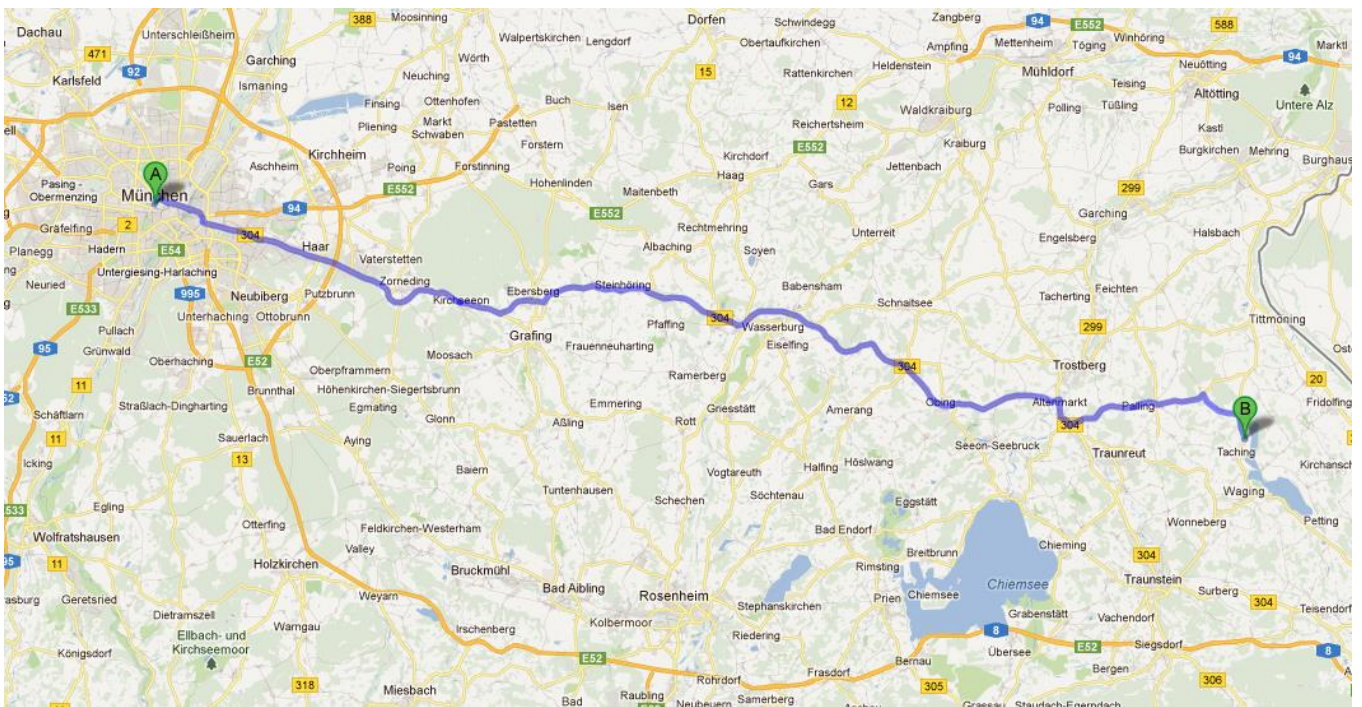 388
Moosinning
Dorfen
Schwindegg
Zangberg
94
E552
588
Dachau
Unterschleißheim
Walpertskirchen
Lengdorf
Obertaufkirchen
Ampfing
Mettenheim
Töging
Winhöring
Marktl
471
Garching
Wörth
Heldenstein
Neuötting
94
92
Neuching
15
Rattenkirchen
Mühldorf
Teising
Karlsfeld
Ismaning
Finsing
Ottenhofen
Buch
Isen
12
Waldkraiburg
Polling
Tüßling
Altötting
Untere Alz
Pliening
Markt
Schwaben
Pastetten
Reichertsheim
Kastl
Forstern
E552
Kraiburg
Burgkirchen
Mehring
Kirchheim
Aschheim
Poing
Forstinning
Kirchdorf
Jettenbach
A
Pasing -
Obermenzing
München
E552
Hohenlinden
Maitenbeth
Haag
Gars
299
94
E552
Garching
Gräfelfing
2
304
Rechtmehring
Unterreit
Halsbach
Planegg
Hadern
E54
Haar
Vaterstetten
Albaching
Soyen
Engelsberg
Untergiesing-Harlaching
Neuried
Zorneding
Ebersberg
Steinhöring
Babensham
Feichten
995
Neubiberg
Putzbrunn
Kirchseeon
Schnaitsee
Tacherting
E533
Unterhaching
Ottobrunn
304
Tittmoning
Pullach
Grafing
Pfaffing
Wasserburg
299
95
Grünwald
Frauenneuharting
Eiselfing
Oberhaching
E52
Moosach
304
Trostberg
11
Brunnthal
Oberpframmern
Ramerberg
20
Höhenkirchen-Siegertsbrunn
Straßlach-Dingharting
Egmating
Emmering
Griesstätt
Obing
Altenmarkt
Palling
B
Fridolfing
Schäftlarn
Glonn
Aßling
Rott
Amerang
304
11
Sauerlach
Aying
Seeon-Seebruck
Traunreut
Taching
Icking
13
Baiern
Vogtareuth
Halfing
Höslwang
Tuntenhausen
Schechen
Söchtenau
Waging
Egling
Eggstätt
Otterfing
Feldkirchen-Westerham
Bad Endorf
Wonneberg
Petting
Wolfratshausen
Valley
Breitbrunn
Chieming
11
Holzkirchen
Bruckmühl
Rimsting
304
Geretsried
Weyarn
Bad Aibling
Rosenheim
Prien
Chiemsee
Chiemsee
Traunstein
Surberg
Dietramszell
Stephanskirchen
Grabenstätt
304
Teisendorf
Warngau
Irschenberg
Kolbermoor
Vachendorf
Ellbach- und
Kirchseemoor
Riedering
8
E52
Siegsdorf
Königsdorf
E52
Bernau
Übersee
8
Rohrdorf
Frasdorf
Bergen
318
Miesbach
Raubling
Samerberg
305
306
Bad
Neubeuern
Grassau
Staudach-Egerndach